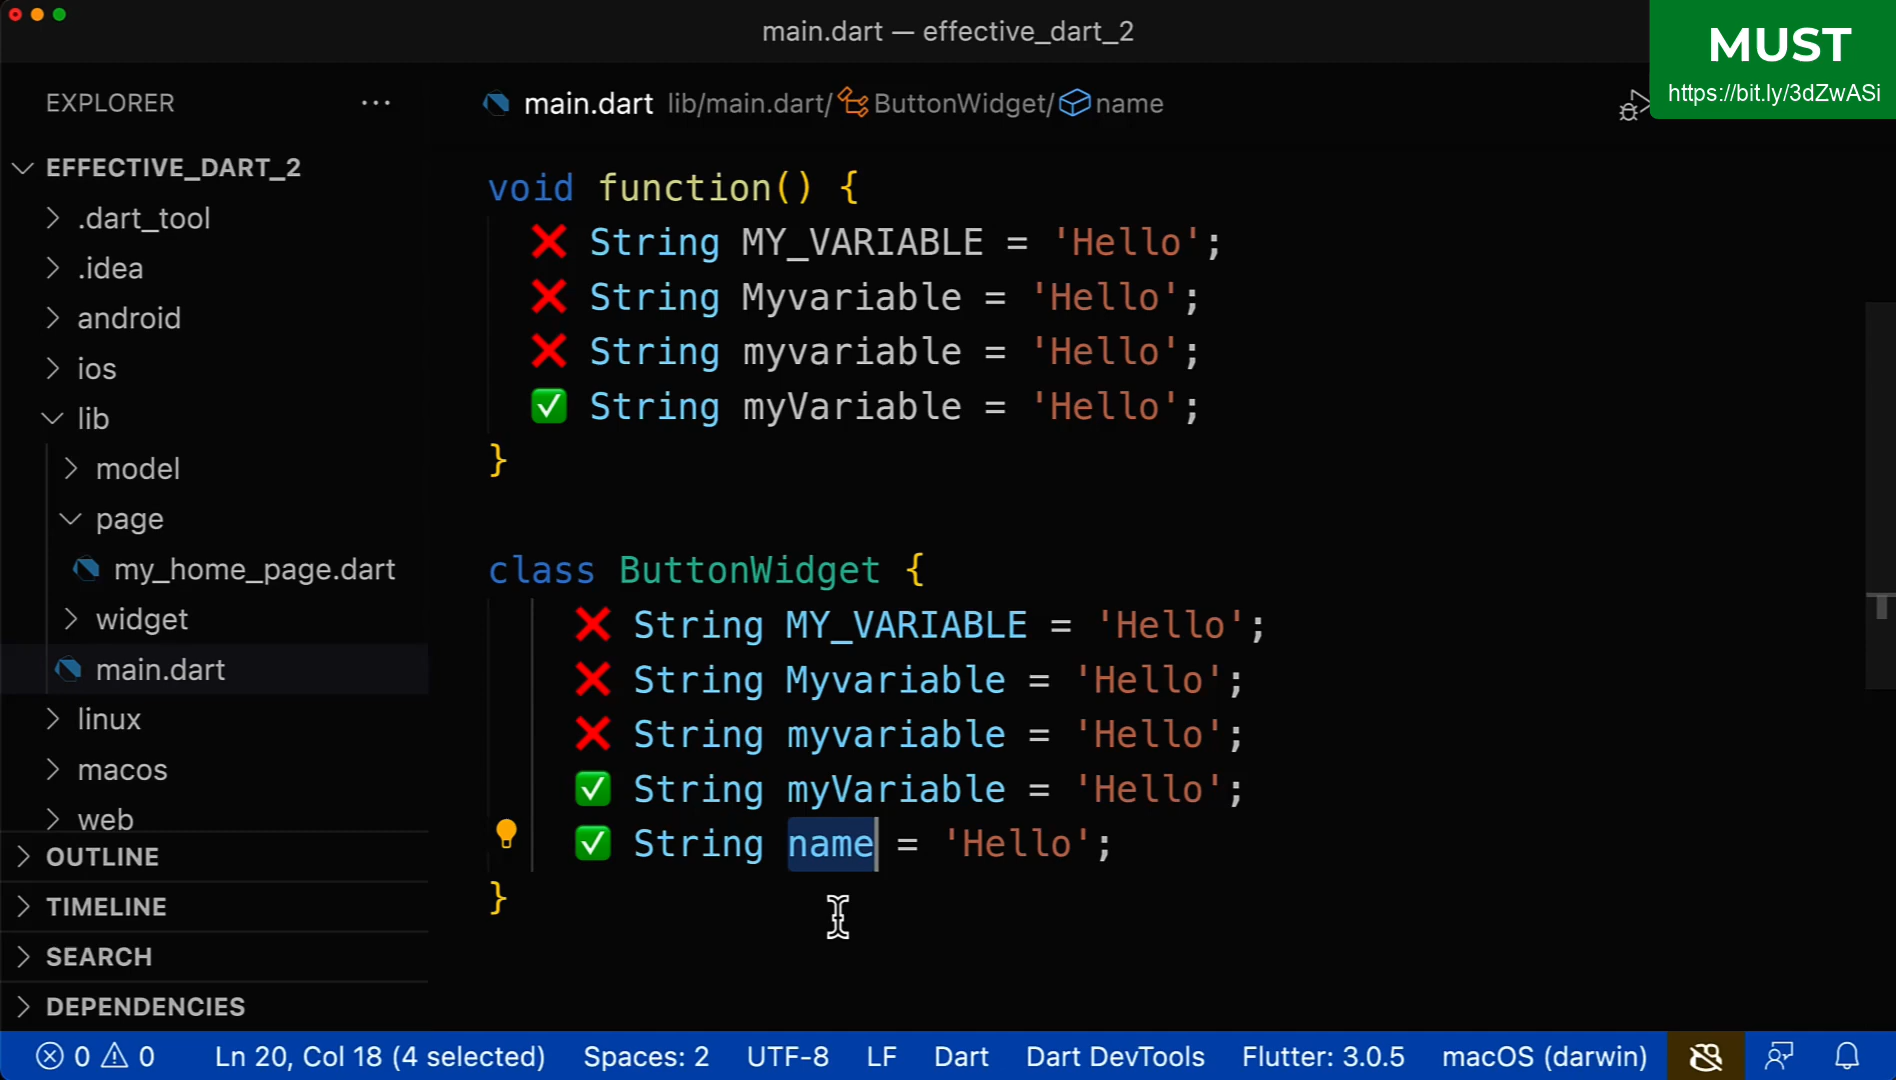 main.dart — effective_dart_2
MUST
https://bit.ly/3dZwASi
EXPLORER
EFFECTIVE_DART_2
.dart_tool
.idea
android
ios
lib
model
page
my_home_page.dart
widget
main.dart
linux
macos
web
OUTLINE
TIMELINE
SEARCH
DEPENDENCIES
main.dart lib/main.dart/ ButtonWidget/ name
void function() {
❌ String MY_VARIABLE = 'Hello';
❌ String Myvariable = 'Hello';
❌ String myvariable = 'Hello';
✅ String myVariable = 'Hello';
}
class ButtonWidget {
❌ String MY_VARIABLE = 'Hello';
❌ String Myvariable = 'Hello';
❌ String myvariable = 'Hello';
✅ String myVariable = 'Hello';
✅ String name = 'Hello';
}
0 0 Ln 20, Col 18 (4 selected) Spaces: 2 UTF-8 LF Dart Dart DevTools Flutter: 3.0.5 macOS (darwin)